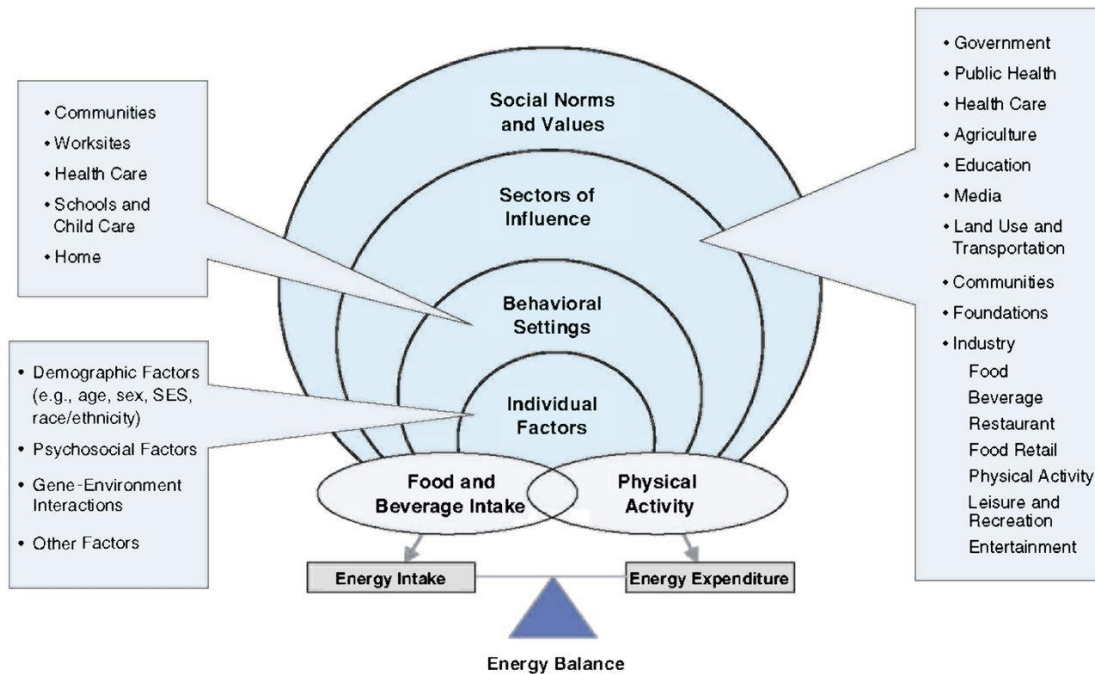 Social Norms
and Values
Sectors of
Influence
Behavioral
Settings
Individual
Factors
• Communities
• Worksites
• Health Care
• Schools and
Child Care
• Home
• Demographic Factors
(e.g., age, sex, SES,
race/ethnicity)
• Psychosocial Factors
• Gene-Environment
Interactions
• Other Factors
• Government
• Public Health
• Health Care
• Agriculture
• Education
• Media
• Land Use and
Transportation
• Communities
• Foundations
• Industry
Food
Beverage
Restaurant
Food Retail
Physical Activity
Leisure and
Recreation
Entertainment
Food and
Beverage Intake
Physical
Activity
Energy Intake
Energy Expenditure
Energy Balance